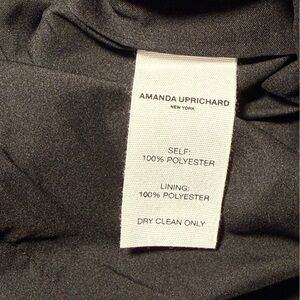 AMANDA UPRICHARD
NEW YORK
SELF:
100% POLYESTER
LINING:
100% POLYESTER
DRY CLEAN ONLY